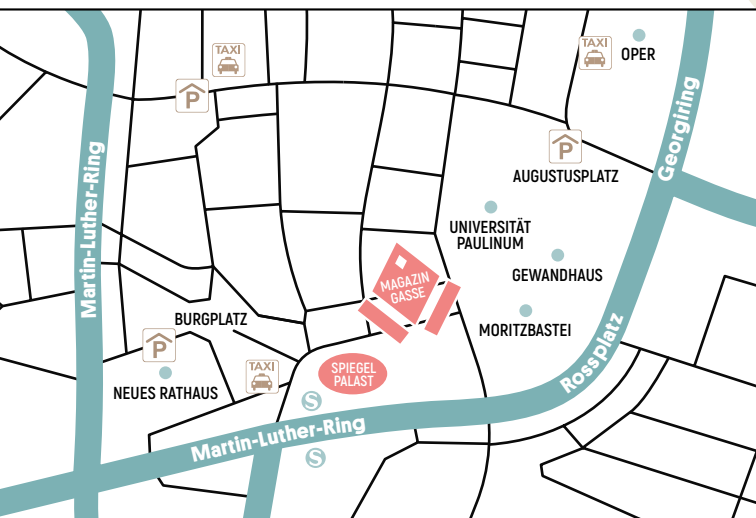 TAXI
TAXI
OPER
P
Georgiring
P
AUGUSTUSPLATZ
Martin-Luther-Ring
UNIVERSITÄT
PAULINUM
GEWANDHAUS
MAGAZIN
GASSE
BURGPLATZ
MORITZBASTEI
P
NEUES RATHAUS
TAXI
SPIEGEL
PALAST
Rossplatz
S
Martin-Luther-Ring
S